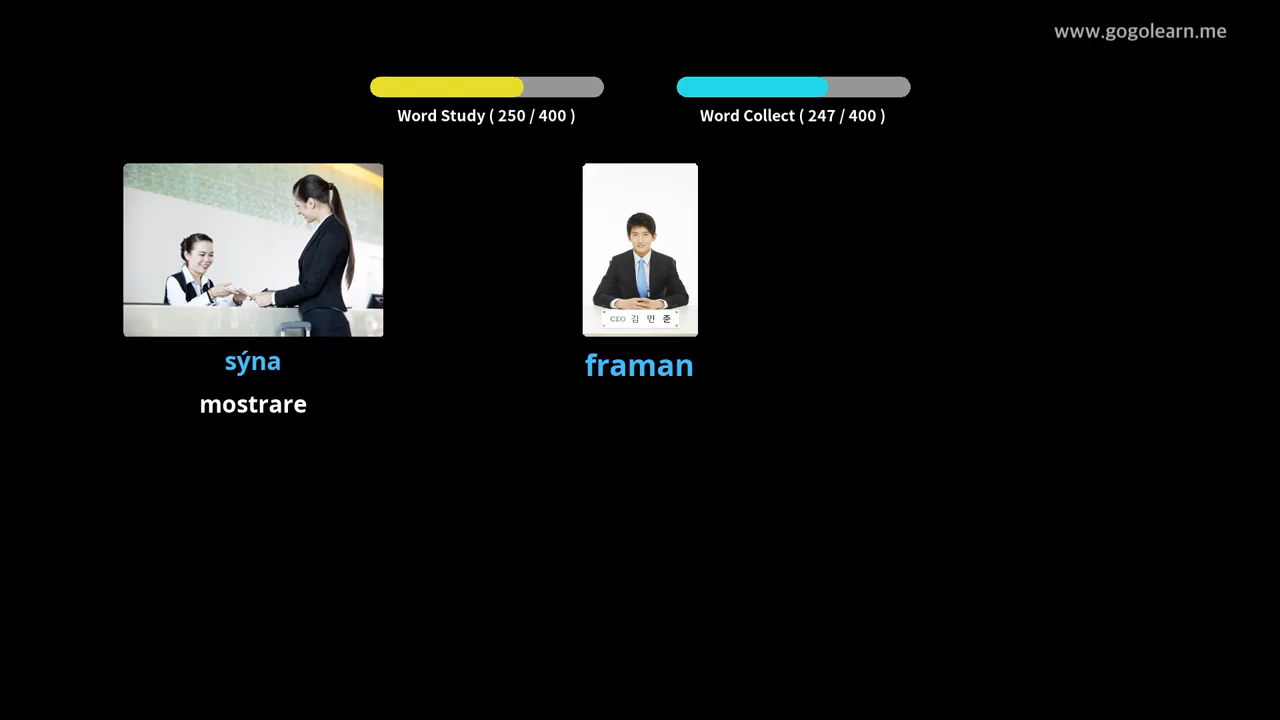 www.gogolearn.me
Word Study ( 250 / 400 )
Word Collect ( 247 / 400 )
CEO 김 민 준
sýna
framan
mostrare